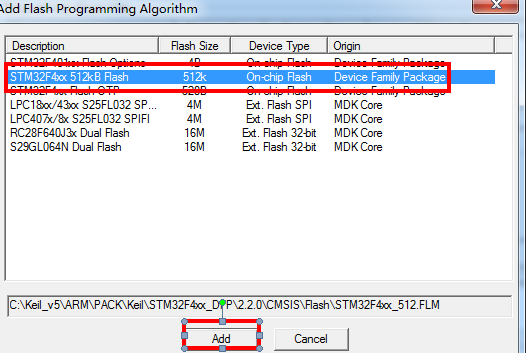 Add Flash Programming Algorithm
Description Flash Size Device Type Origin
STM32F401xx Flash Options 4B On-chip Flash Device Family Package
STM32F4xx 512kB Flash 512k On-chip Flash Device Family Package
STM32F4xx Flash OTP 528B On-chip Flash Device Family Package
LPC18xx/43xx S25FL032 SP... 4M Ext. Flash SPI MDK Core
LPC407x/8x S25FL032 SPIFI 4M Ext. Flash SPI MDK Core
RC28F640J3x Dual Flash 16M Ext. Flash 32-bit MDK Core
S29GL064N Dual Flash 16M Ext. Flash 32-bit MDK Core
C:\Keil_v5\ARM\PACK\Keil\STM32F4xx_DFP\2.2.0\CMSIS\Flash\STM32F4xx_512.FLM
Add Cancel